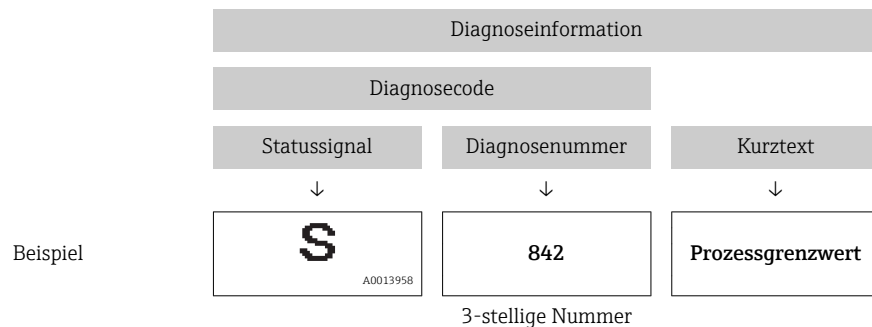 Diagnoseinformation
Diagnosecode
Statussignal Diagnosenummer Kurztext
↓ ↓ ↓
Beispiel S 842 Prozessgrenzwert
A0013958
3-stellige Nummer